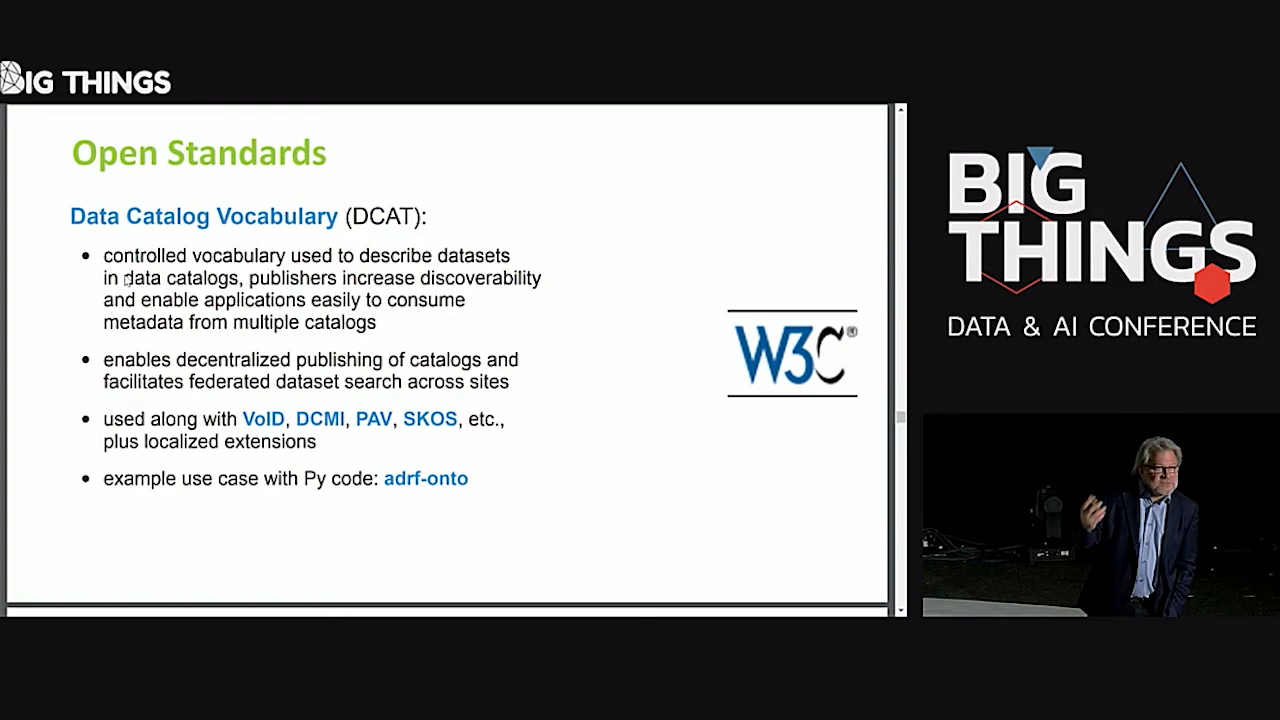 BIG THINGS
Open Standards
Data Catalog Vocabulary (DCAT):
• controlled vocabulary used to describe datasets
in data catalogs, publishers increase discoverability
and enable applications easily to consume
metadata from multiple catalogs
• enables decentralized publishing of catalogs and
facilitates federated dataset search across sites
• used along with VoID, DCMI, PAV, SKOS, etc.,
plus localized extensions
• example use case with Py code: adrf-onto
W3C®
BIG
THINGS
DATA & AI CONFERENCE